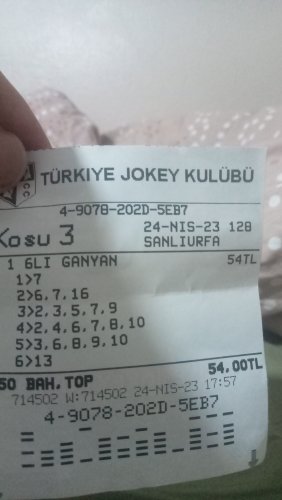 TÜRKIYE JOKEY KULÜBÜ
4-9078-202D-5EB7
Koşu 3 24-NIS-23 128
SANLIURFA
1 6LI GANYAN 54TL
1>7
2>6,7,16
3>2,3,5,7,9
4>2,4,6,7,8,10
5>3,6,8,9,10
6>13
54,00TL
50 BAH,TOP
714502 W:714502 24-NIS-23 17:57
4-9078-202D-5EB7